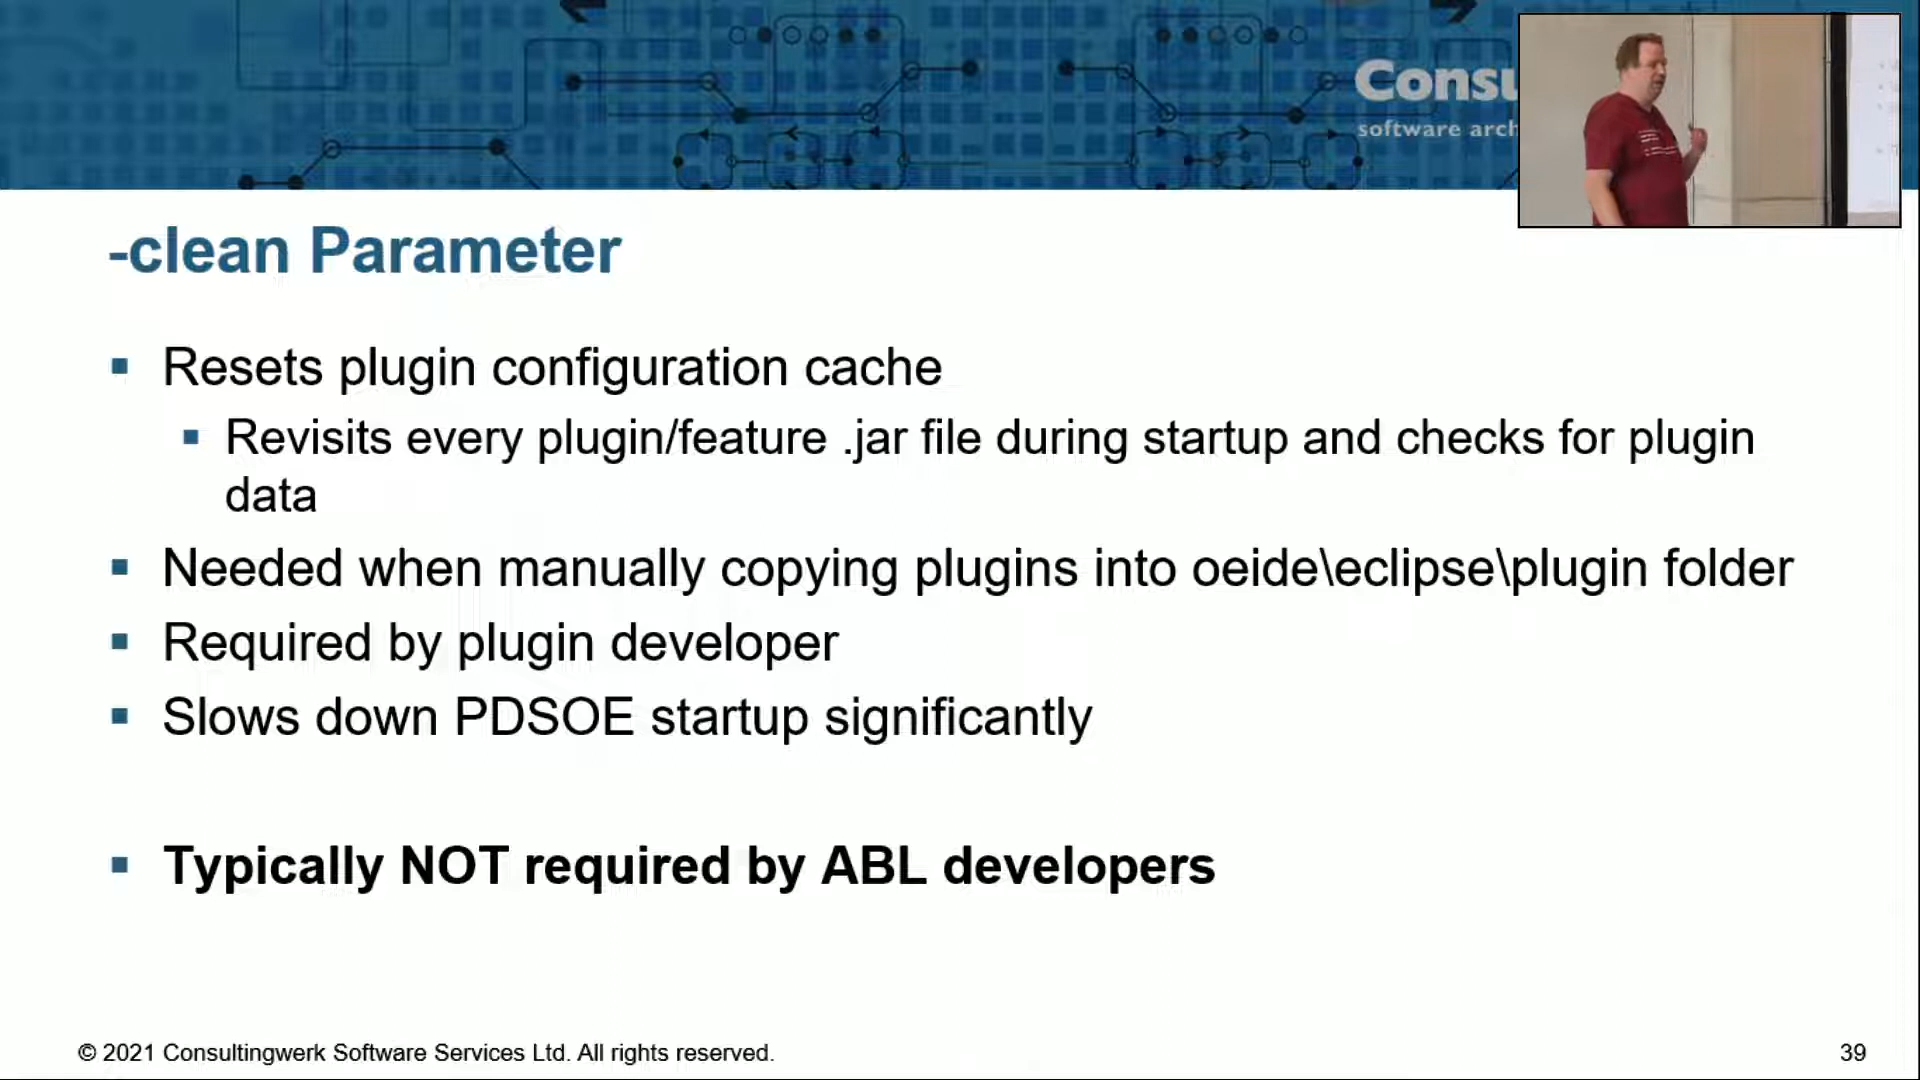 Consu
software arch
-clean Parameter
▪ Resets plugin configuration cache
▪ Revisits every plugin/feature .jar file during startup and checks for plugin
data
▪ Needed when manually copying plugins into oeide\eclipse\plugin folder
▪ Required by plugin developer
▪ Slows down PDSOE startup significantly
▪ Typically NOT required by ABL developers
© 2021 Consultingwerk Software Services Ltd. All rights reserved.
39